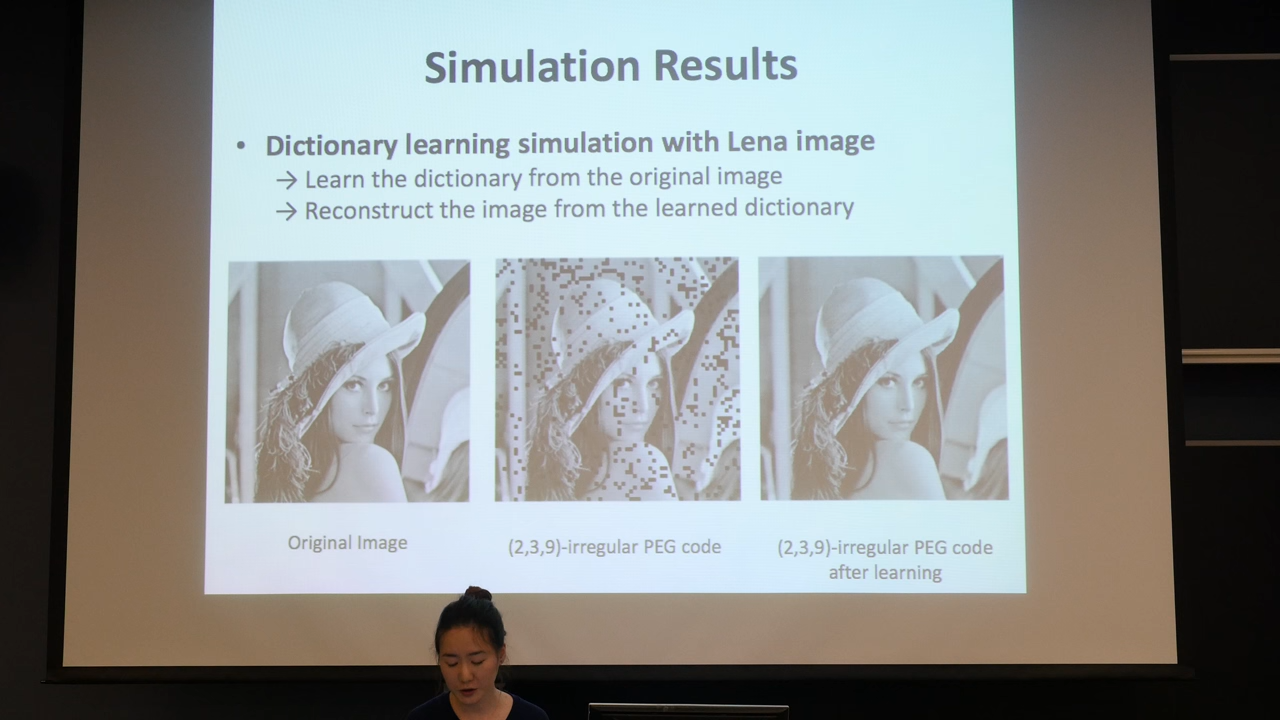 Simulation Results
• Dictionary learning simulation with Lena image
→ Learn the dictionary from the original image
→ Reconstruct the image from the learned dictionary
Original Image
(2,3,9)-irregular PEG code
(2,3,9)-irregular PEG code
after learning